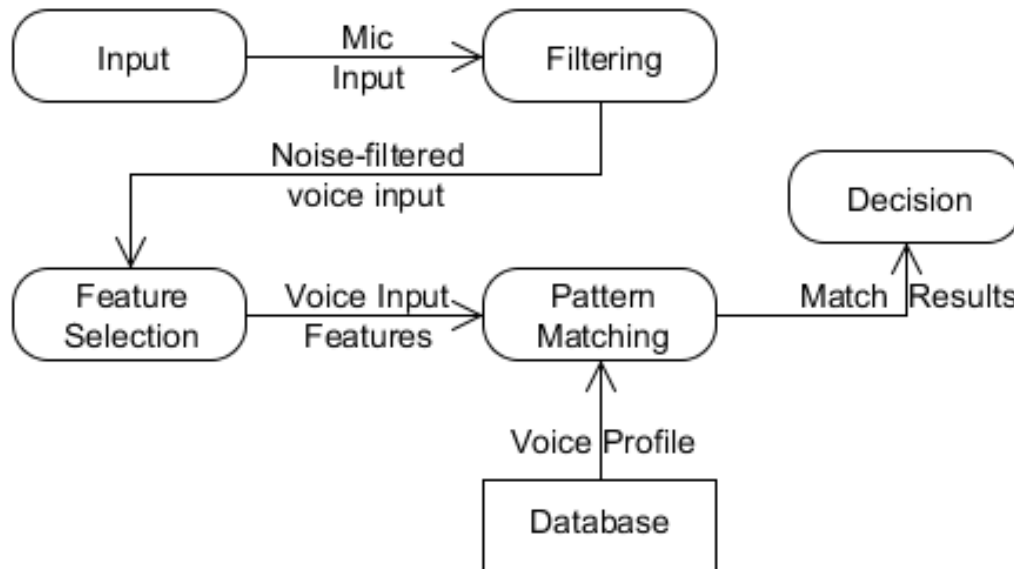 Input
Mic
Input
Filtering
Noise-filtered
voice input
Decision
Feature
Selection
Voice Input
Features
Pattern
Matching
Match Results
Voice Profile
Database